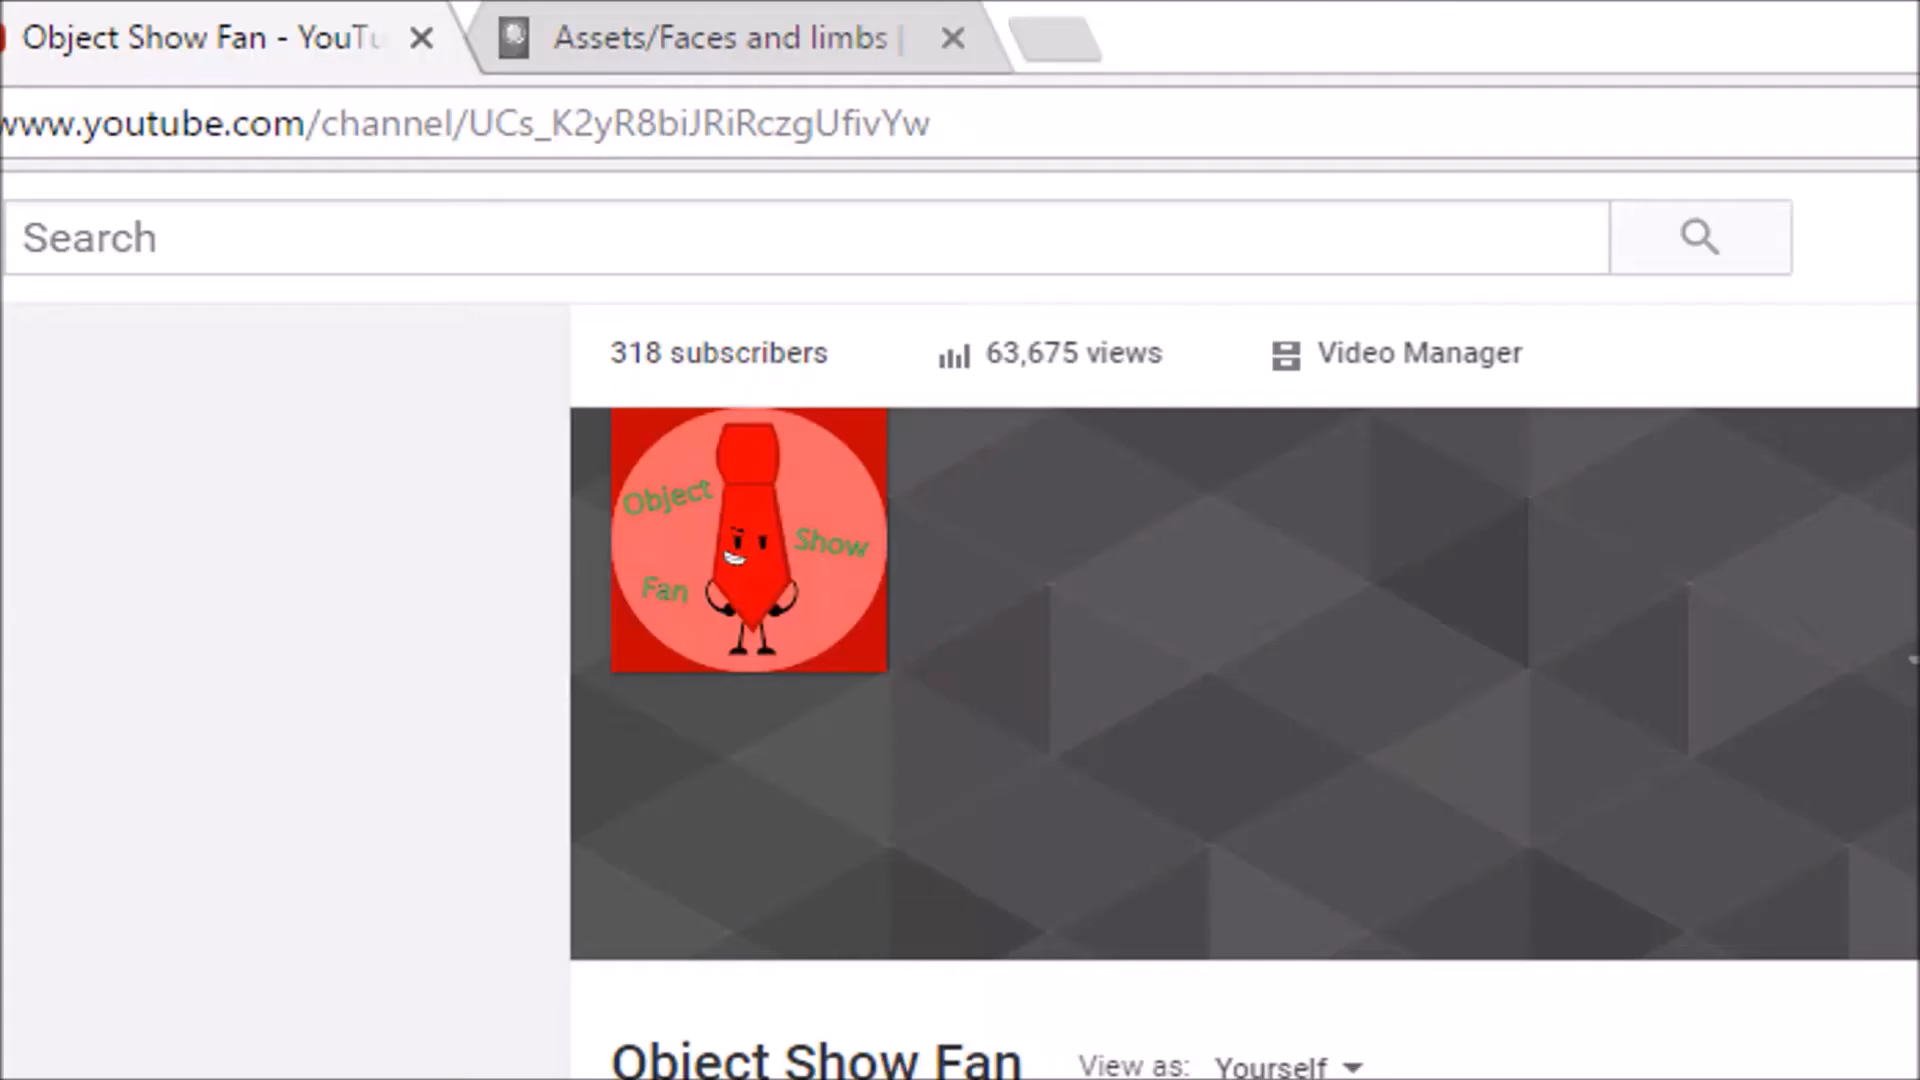 Object Show Fan - YouTu
Assets/Faces and limbs |
www.youtube.com/channel/UCs_K2yR8biJRiRczgUfivYw
Search
318 subscribers
63,675 views
Video Manager
Object
Show
Fan
Object Show Fan
View as: Yourself